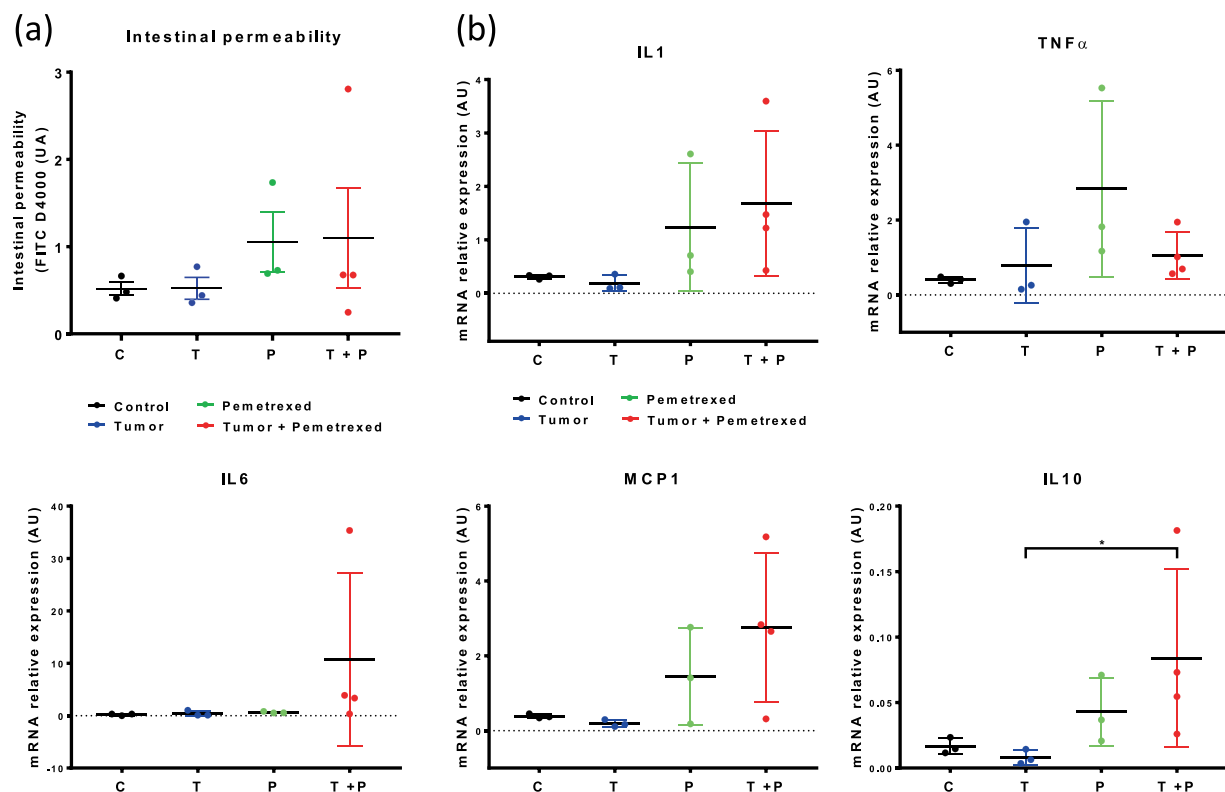 (a)
Intestinal permeability
Intestinal permeability
(FITC D4000 (UA)
3
2
1
0
C T P T + P
Control
Pemetrexed
Tumor
Tumor + Pemetrexed
(b)
IL1
mRNA relative expression (AU)
4
3
2
1
0
C T P T + P
Control
Pemetrexed
Tumor
Tumor + Pemetrexed
TNFα
mRNA relative expression (AU)
6
4
2
0
C T P T + P
IL6
mRNA relative expression (AU)
40
30
20
10
0
-10
C T P T +P
MCP1
mRNA relative expression (AU)
6
4
2
0
C T P T +P
IL10
mRNA relative expression (AU)
0.20
0.15
0.10
0.05
0.00
*
C T P T +P